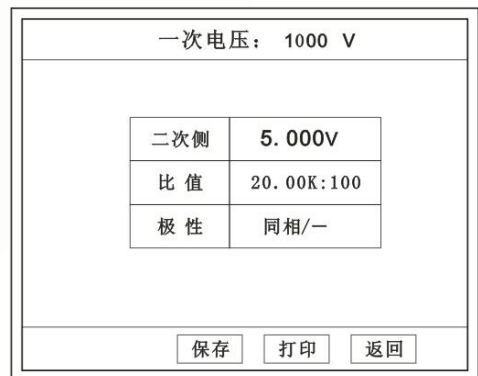 一次电压： 1000 V
二次侧 5.000V
比 值 20.00K:100
极 性 同相/—
保存 打印 返回